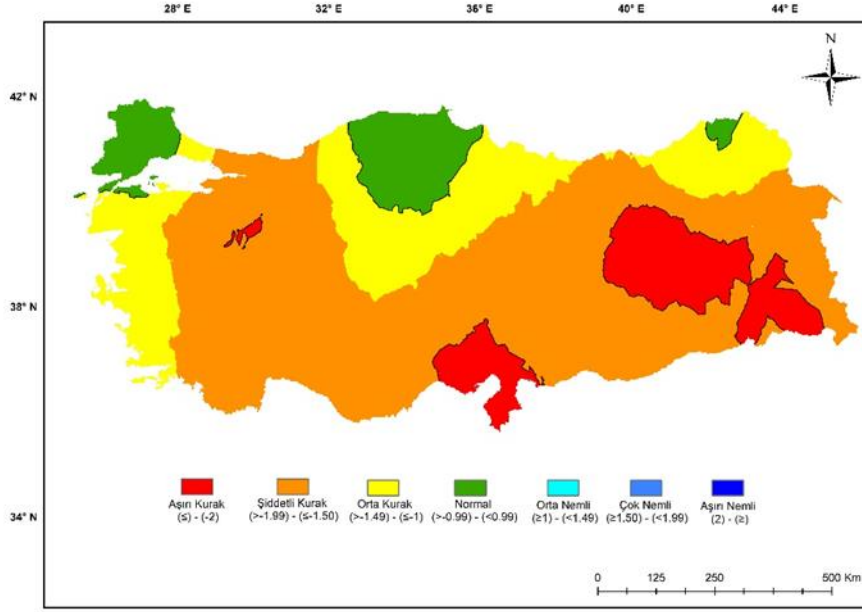 28° E 32° E 36° E 40° E 44° E
N
42° N
38° N
34° N
Aşırı Kurak Şiddetli Kurak Orta Kurak Normal Orta Nemli Çok Nemli Aşırı Nemli
(≤) - (-2) (>-1.99) - (≤-1.50) (>-1.49) - (≤-1) (>-0.99) - (<0.99) (≥1) - (<1.49) (≥1.50) - (<1.99) (2) - (≥)
0 125 250 500 Km